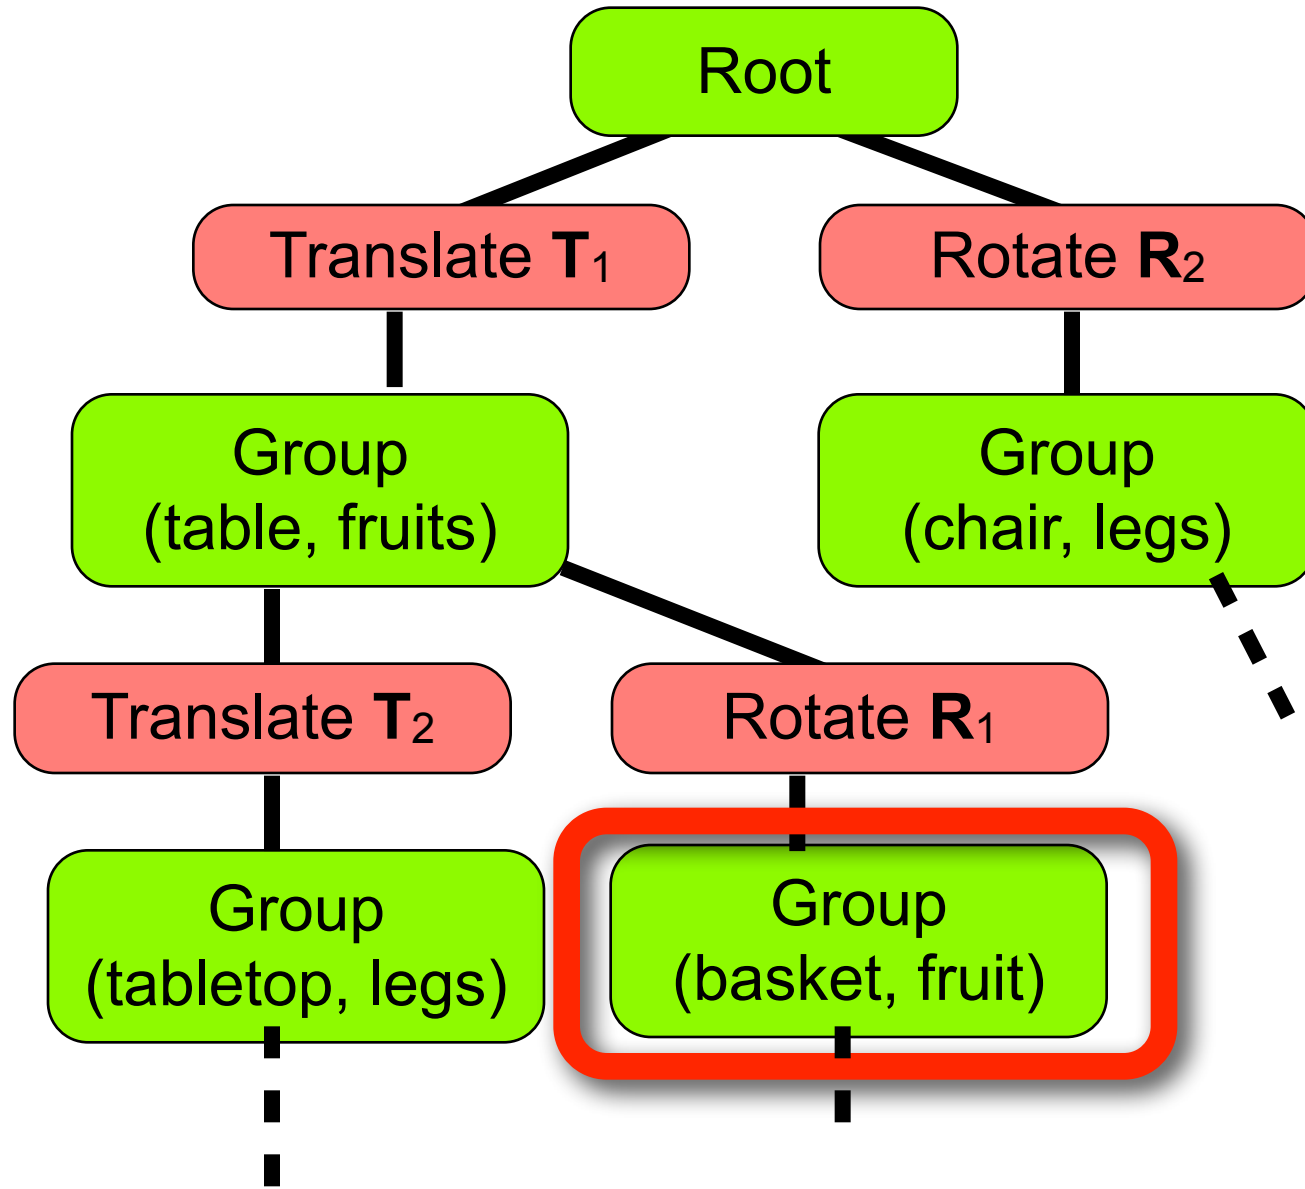 Root
Translate T₁
Rotate R₂
Group
(table, fruits)
Group
(chair, legs)
Translate T₂
Rotate R₁
Group
(tabletop, legs)
Group
(basket, fruit)